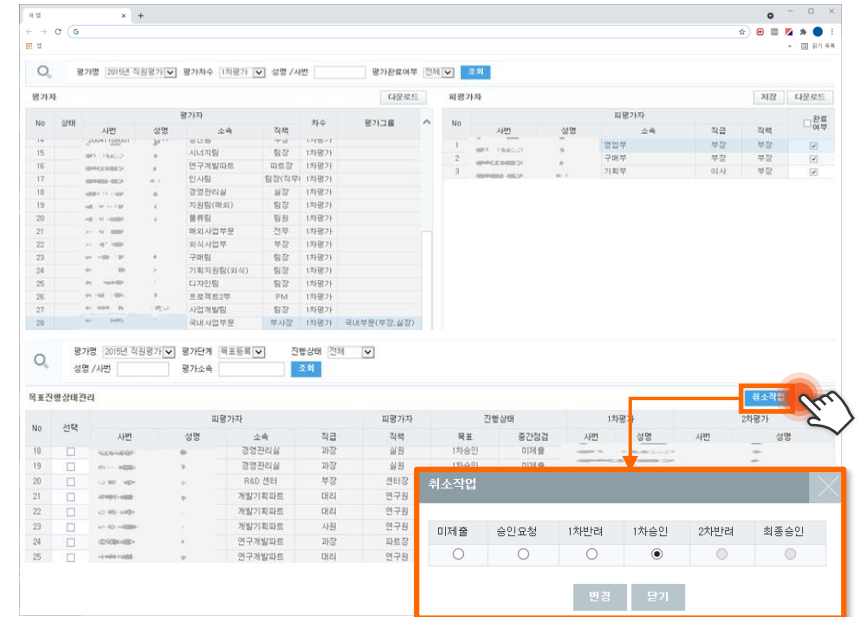 새 탭 × +
G
앱 » 읽기 목록
평가명 2015년 직원평가 평가차수 1차평가 성명 /사번 평가완료여부 전체 조회
평가자 다운로드
No 상태 평가자 차수 평가그룹
사번 성명 소속 직책
14 1차평가
15 시너지팀 팀장 1차평가
16 연구개발파트 파트장 1차평가
17 인사팀 팀장(직무 1차평가
18 경영관리실 실장 1차평가
19 지원팀(해외) 팀장 1차평가
20 물류팀 팀원 1차평가
21 해외사업부문 전무 1차평가
22 외식사업부 부장 1차평가
23 구매팀 팀장 1차평가
24 기획지원팀(외식) 팀장 1차평가
25 디자인팀 팀장 1차평가
26 프로젝트2부 PM 1차평가
27 사업개발팀 팀장 1차평가
28 국내사업부문 부사장 1차평가 국내부문(부장,실장)
피평가자 저장 다운로드
No 피평가자 완료여부
사번 성명 소속 직급 직책
1 영업부 부장 부장
2 구매부 부장 부장
3 기획부 이사 부장
평가명 2015년 직원평가 평가단계 목표등록 진행상태 전체
성명 /사번 평가소속 조회
목표진행상태관리 취소작업
No 선택 피평가자 피평가자 진행상태 1차평가 2차평가
사번 성명 소속 직급 직책 목표 중간점검 사번 성명 사번 성명
18 경영관리실 과장 실원 1차승인 미제출
19 경영관리실 과장 실원 1차승인 미제출
20 R&D 센터 부장 센터장
21 개발기획파트 대리 연구원
22 개발기획파트 대리 연구원
23 개발기획파트 사원 연구원
24 연구개발파트 과장 파트장
25 연구개발파트 대리 연구원
취소작업
미제출 승인요청 1차반려 1차승인 2차반려 최종승인
변경 닫기